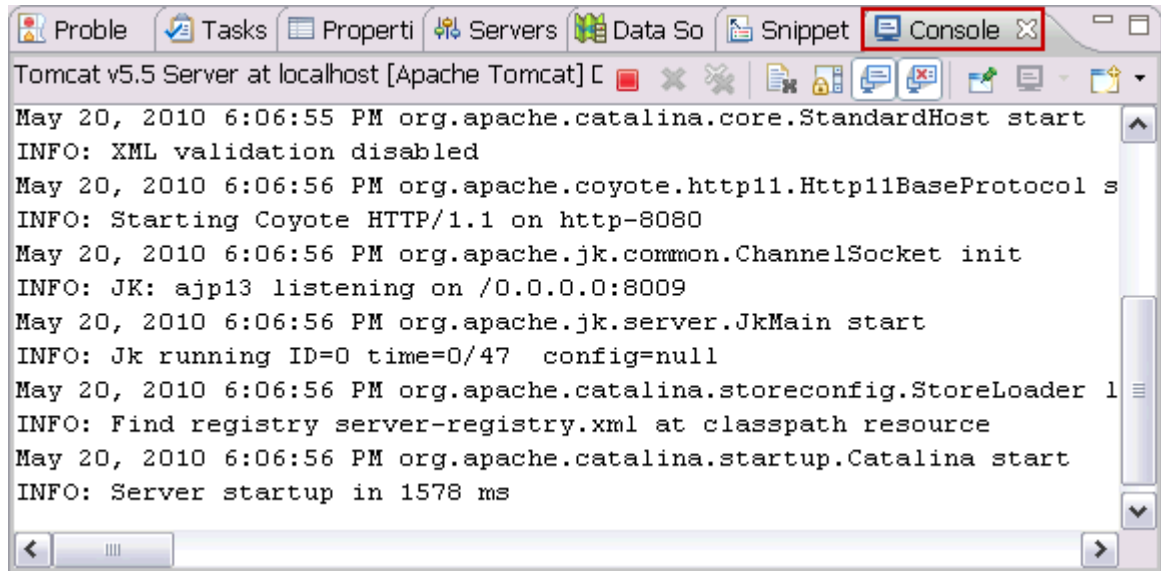 Proble Tasks Properti Servers Data So Snippet Console
Tomcat v5.5 Server at localhost [Apache Tomcat] D
May 20, 2010 6:06:55 PM org.apache.catalina.core.StandardHost start
INFO: XML validation disabled
May 20, 2010 6:06:56 PM org.apache.coyote.http11.Http11BaseProtocol s
INFO: Starting Coyote HTTP/1.1 on http-8080
May 20, 2010 6:06:56 PM org.apache.jk.common.ChannelSocket init
INFO: JK: ajp13 listening on /0.0.0.0:8009
May 20, 2010 6:06:56 PM org.apache.jk.server.JkMain start
INFO: Jk running ID=0 time=0/47  config=null
May 20, 2010 6:06:56 PM org.apache.catalina.storeconfig.StoreLoader l
INFO: Find registry server-registry.xml at classpath resource
May 20, 2010 6:06:56 PM org.apache.catalina.startup.Catalina start
INFO: Server startup in 1578 ms